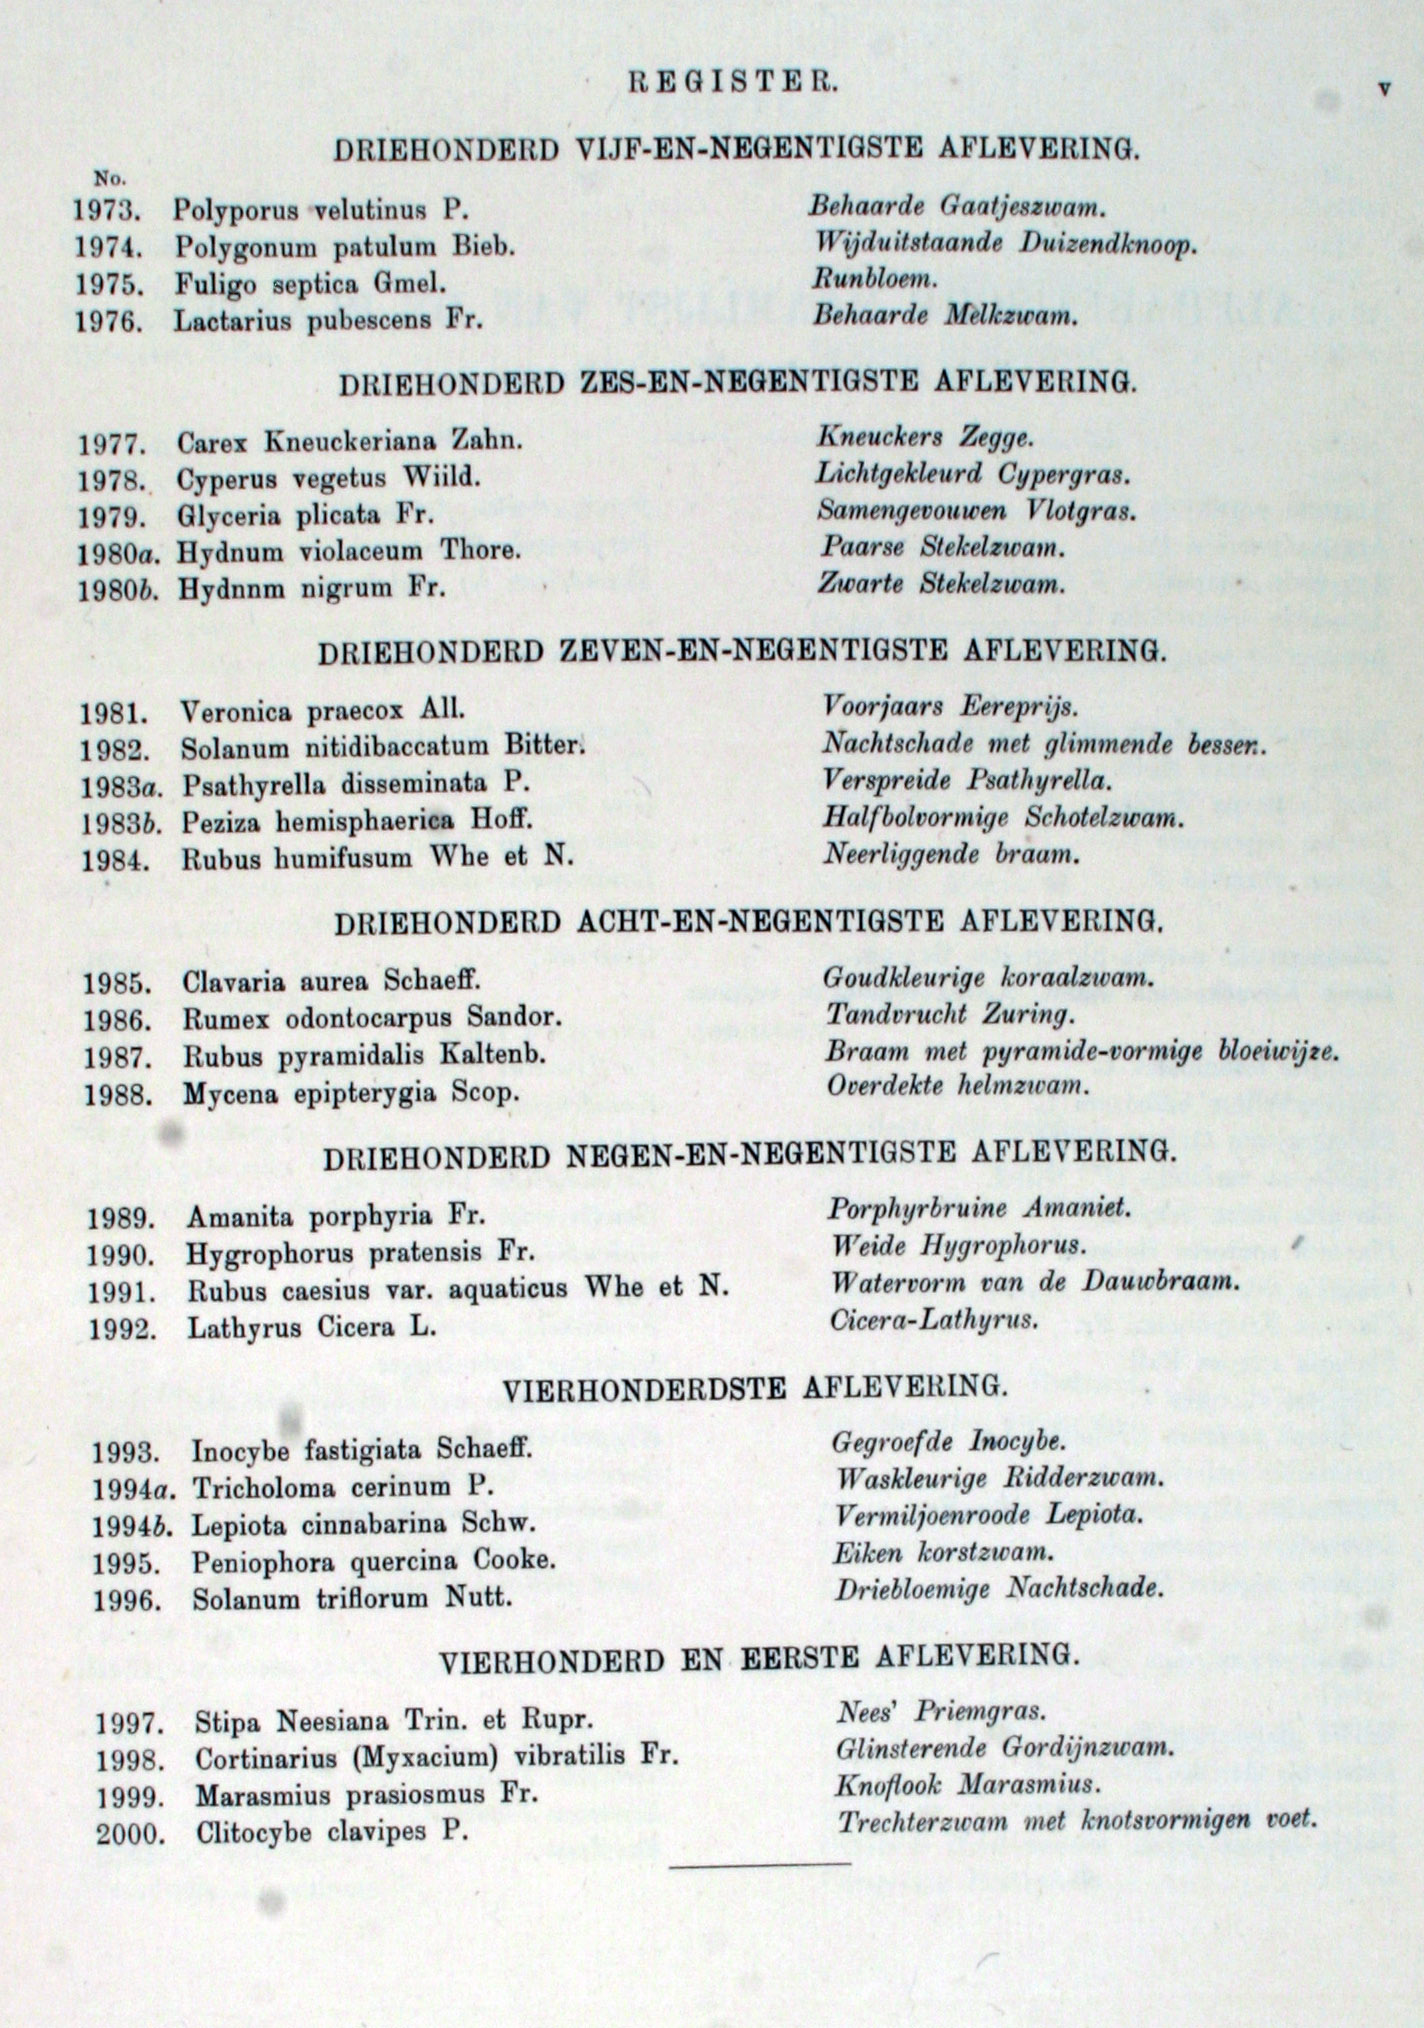 REGISTER. v
DRIEHONDERD VIJF-EN-NEGENTIGSTE AFLEVERING.
No.
1973. Polyporus velutinus P. Behaarde Gaatjeszwam.
1974. Polygonum patulum Bieb. Wijduitstaande Duizendknoop.
1975. Fuligo septica Gmel. Runbloem.
1976. Lactarius pubescens Fr. Behaarde Melkzwam.
DRIEHONDERD ZES-EN-NEGENTIGSTE AFLEVERING.
1977. Carex Kneuckeriana Zahn. Kneuckers Zegge.
1978. Cyperus vegetus Wiild. Lichtgekleurd Cypergras.
1979. Glyceria plicata Fr. Samengevouwen Vlotgras.
1980a. Hydnum violaceum Thore. Paarse Stekelzwam.
1980b. Hydnnm nigrum Fr. Zwarte Stekelzwam.
DRIEHONDERD ZEVEN-EN-NEGENTIGSTE AFLEVERING.
1981. Veronica praecox All. Voorjaars Eereprijs.
1982. Solanum nitidibaccatum Bitter. Nachtschade met glimmende bessen.
1983a. Psathyrella disseminata P. Verspreide Psathyrella.
1983b. Peziza hemisphaerica Hoff. Halfbolvormige Schotelzwam.
1984. Rubus humifusum Whe et N. Neerliggende braam.
DRIEHONDERD ACHT-EN-NEGENTIGSTE AFLEVERING.
1985. Clavaria aurea Schaeff. Goudkleurige koraalzwam.
1986. Rumex odontocarpus Sandor. Tandvrucht Zuring.
1987. Rubus pyramidalis Kaltenb. Braam met pyramide-vormige bloeiwijze.
1988. Mycena epipterygia Scop. Overdekte helmzwam.
DRIEHONDERD NEGEN-EN-NEGENTIGSTE AFLEVERING.
1989. Amanita porphyria Fr. Porphyrbruine Amaniet.
1990. Hygrophorus pratensis Fr. Weide Hygrophorus.
1991. Rubus caesius var. aquaticus Whe et N. Watervorm van de Dauwbraam.
1992. Lathyrus Cicera L. Cicera-Lathyrus.
VIERHONDERDSTE AFLEVERING.
1993. Inocybe fastigiata Schaeff. Gegroefde Inocybe.
1994a. Tricholoma cerinum P. Waskleurige Ridderzwam.
1994b. Lepiota cinnabarina Schw. Vermiljoenroode Lepiota.
1995. Peniophora quercina Cooke. Eiken korstzwam.
1996. Solanum triflorum Nutt. Driebloemige Nachtschade.
VIERHONDERD EN EERSTE AFLEVERING.
1997. Stipa Neesiana Trin. et Rupr. Nees' Priemgras.
1998. Cortinarius (Myxacium) vibratilis Fr. Glinsterende Gordijnzwam.
1999. Marasmius prasiosmus Fr. Knoflook Marasmius.
2000. Clitocybe clavipes P. Trechterzwam met knotsvormigen voet.